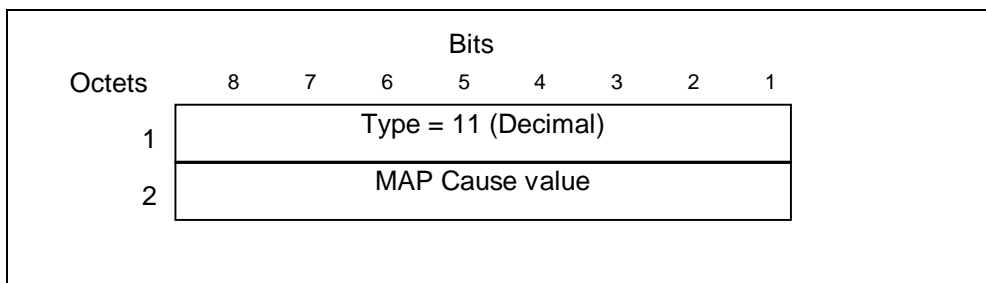 Bits
Octets 8 7 6 5 4 3 2 1
1 Type = 11 (Decimal)
2 MAP Cause value